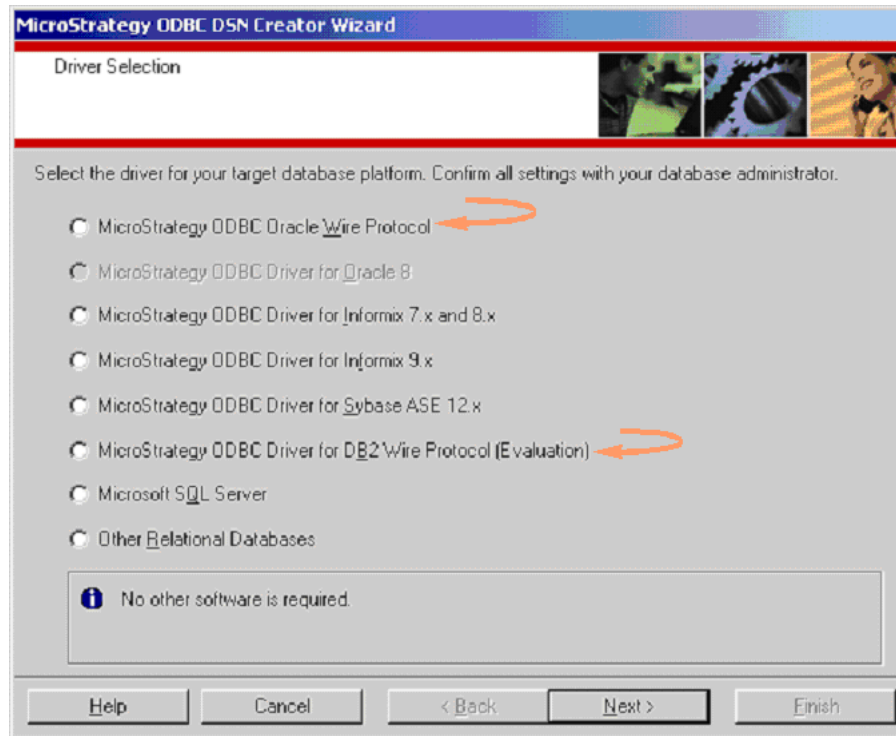 MicroStrategy ODBC DSN Creator Wizard
Driver Selection
Select the driver for your target database platform. Confirm all settings with your database administrator.
MicroStrategy ODBC Oracle Wire Protocol
MicroStrategy ODBC Driver for Oracle 8
MicroStrategy ODBC Driver for Informix 7.x and 8.x
MicroStrategy ODBC Driver for Informix 9.x
MicroStrategy ODBC Driver for Sybase ASE 12.x
MicroStrategy ODBC Driver for DB2 Wire Protocol (Evaluation)
Microsoft SQL Server
Other Relational Databases
No other software is required.
Help Cancel < Back Next > Finish